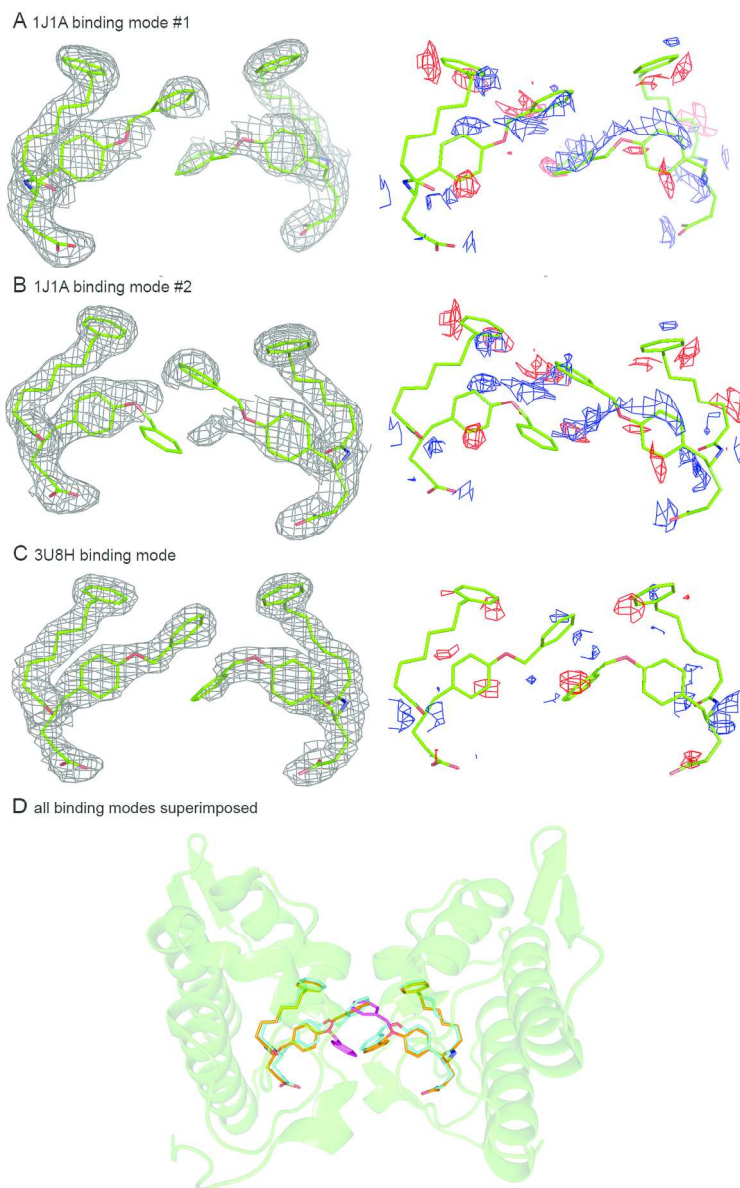 A 1J1A binding mode #1
B 1J1A binding mode #2
C 3U8H binding mode
D all binding modes superimposed